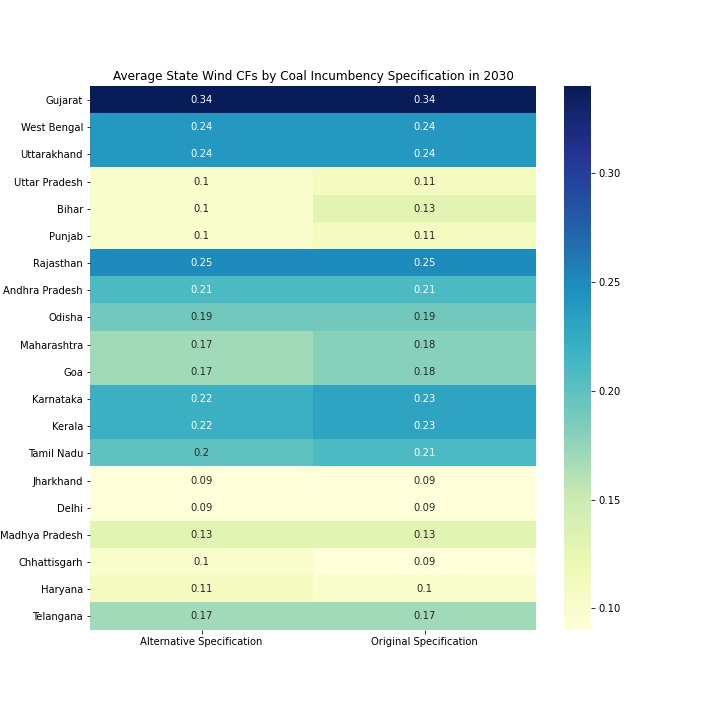 Average State Wind CFs by Coal Incumbency Specification in 2030
Gujarat 0.34 0.34
West Bengal 0.24 0.24
Uttarakhand 0.24 0.24
Uttar Pradesh 0.1 0.11
Bihar 0.1 0.13
Punjab 0.1 0.11
Rajasthan 0.25 0.25
Andhra Pradesh 0.21 0.21
Odisha 0.19 0.19
Maharashtra 0.17 0.18
Goa 0.17 0.18
Karnataka 0.22 0.23
Kerala 0.22 0.23
Tamil Nadu 0.2 0.21
Jharkhand 0.09 0.09
Delhi 0.09 0.09
Madhya Pradesh 0.13 0.13
Chhattisgarh 0.1 0.09
Haryana 0.11 0.1
Telangana 0.17 0.17
Alternative Specification Original Specification
0.30
0.25
0.20
0.15
0.10